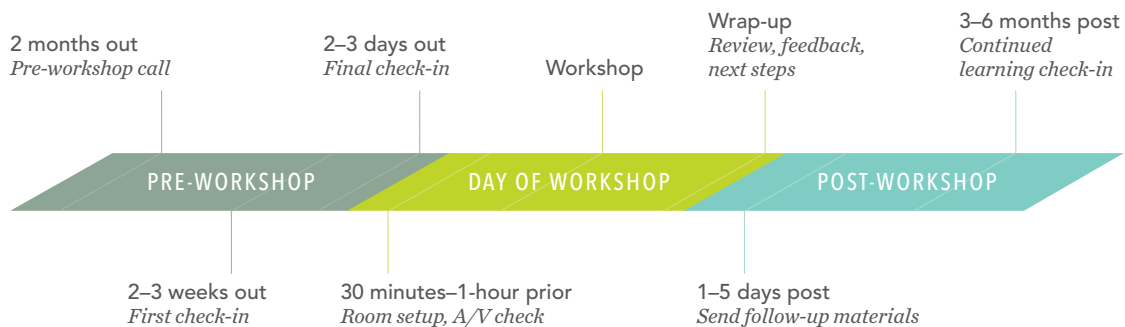 2 months out
Pre-workshop call
2–3 days out
Final check-in
Workshop
Wrap-up
Review, feedback,
next steps
3–6 months post
Continued
learning check-in
PRE-WORKSHOP
DAY OF WORKSHOP
POST-WORKSHOP
2–3 weeks out
First check-in
30 minutes–1-hour prior
Room setup, A/V check
1–5 days post
Send follow-up materials